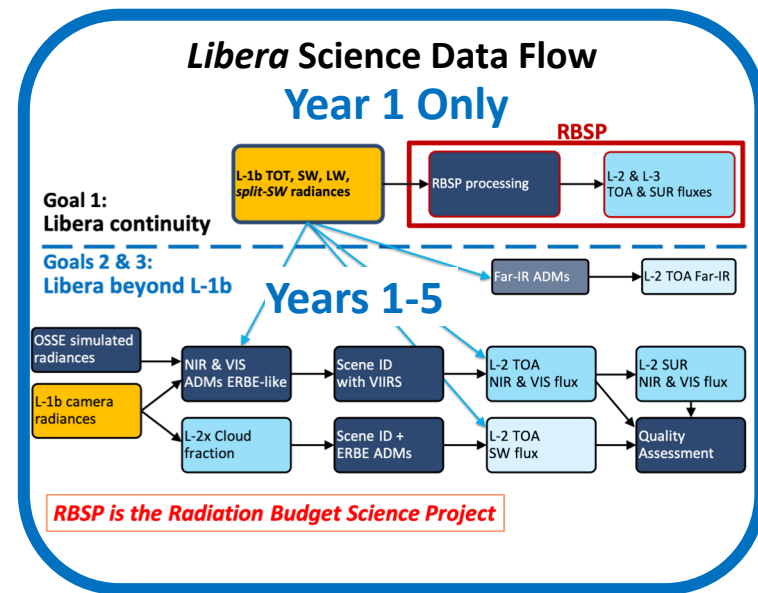 Libera Science Data Flow
Year 1 Only
RBSP
L-1b TOT, SW, LW,
split-SW radiances
RBSP processing
L-2 & L-3
TOA & SUR fluxes
Goal 1:
Libera continuity
Goals 2 & 3:
Libera beyond L-1b
Far-IR ADMs
L-2 TOA Far-IR
Years 1-5
OSSE simulated
radiances
NIR & VIS
ADMs ERBE-like
Scene ID
with VIIRS
L-2 TOA
NIR & VIS flux
L-2 SUR
NIR & VIS flux
L-1b camera
radiances
L-2x Cloud
fraction
Scene ID +
ERBE ADMs
L-2 TOA
SW flux
Quality
Assessment
RBSP is the Radiation Budget Science Project